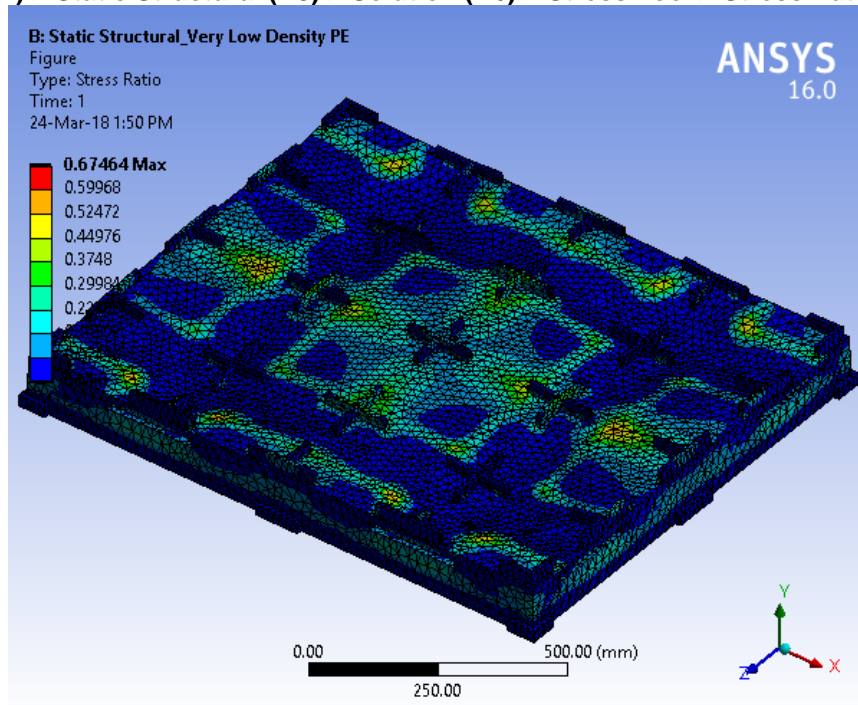 B: Static Structural_Very Low Density PE
Figure
Type: Stress Ratio
Time: 1
24-Mar-18 1:50 PM
ANSYS
16.0
0.67464 Max
0.59968
0.52472
0.44976
0.3748
0.29984
0.00
500.00 (mm)
250.00
Y
X
Z